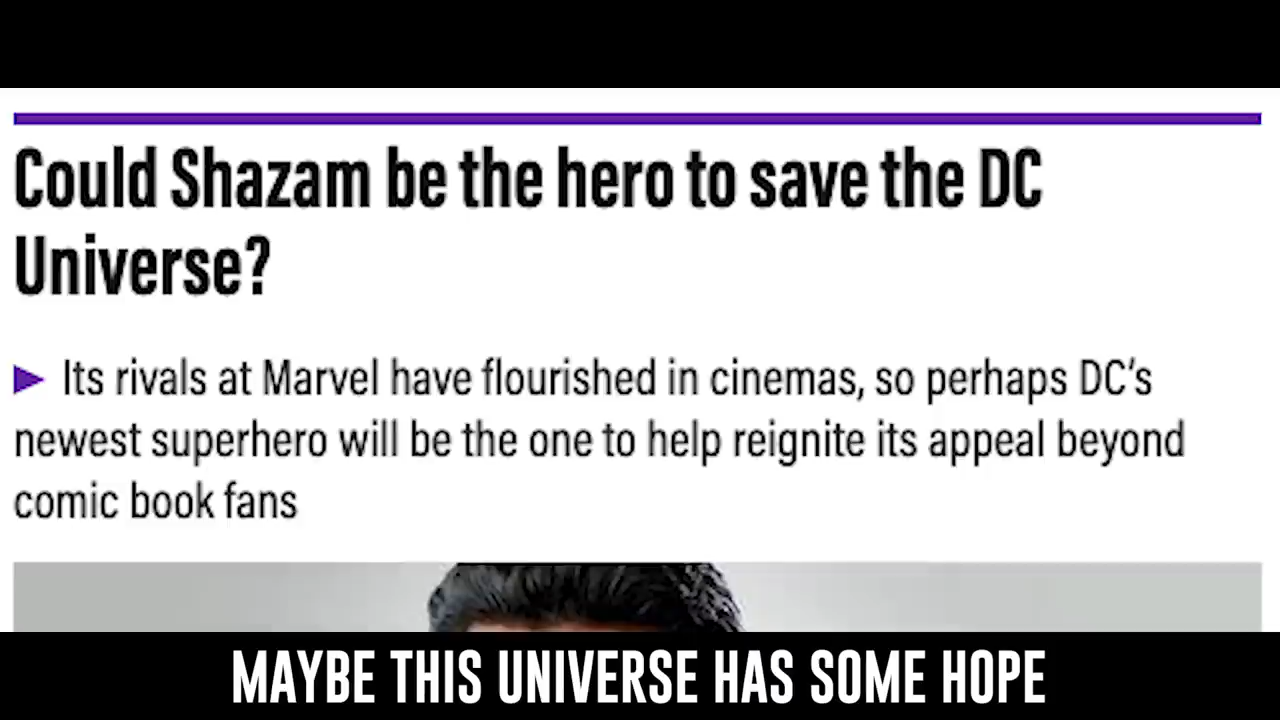 Could Shazam be the hero to save the DC
Universe?
► Its rivals at Marvel have flourished in cinemas, so perhaps DC’s
newest superhero will be the one to help reignite its appeal beyond
comic book fans
MAYBE THIS UNIVERSE HAS SOME HOPE